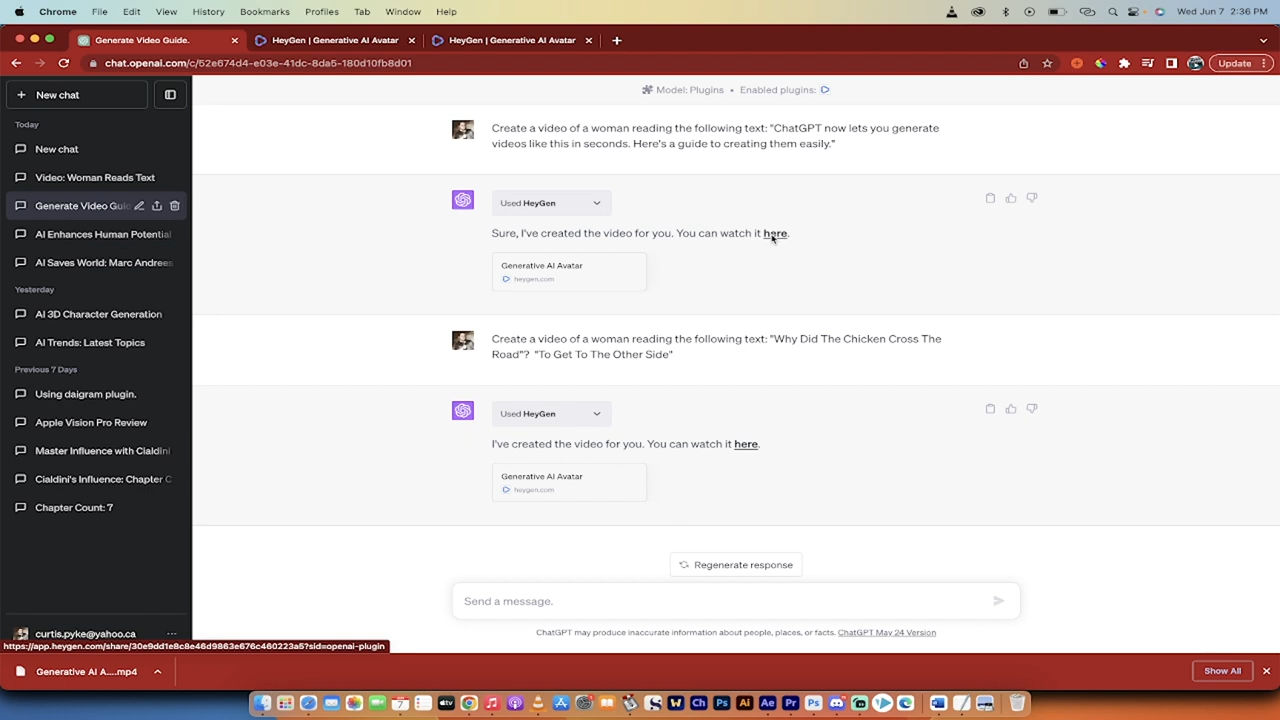 Chrome File Edit View History Bookmarks Profiles Tab Window Help Wed Jun 7 2:36 PM
Generate Video Guide. HeyGen | Generative AI Avatar HeyGen | Generative AI Avatar
chat.openai.com/c/52e674d4-e03e-41dc-8da5-180d10fb8d01 Update
New chat
Today
New chat
Video: Woman Reads Text
Generate Video Guid
AI Enhances Human Potential
AI Saves World: Marc Andrees
Yesterday
AI 3D Character Generation
AI Trends: Latest Topics
Previous 7 Days
Using daigram plugin.
Apple Vision Pro Review
Master Influence with Cialdini
Cialdini's Influence: Chapter C
Chapter Count: 7
curtis.pyke@yahoo.ca
Model: Plugins • Enabled plugins:
Create a video of a woman reading the following text: "ChatGPT now lets you generate
videos like this in seconds. Here's a guide to creating them easily."
Used HeyGen
Sure, I've created the video for you. You can watch it here.
Generative AI Avatar
heygen.com
Create a video of a woman reading the following text: "Why Did The Chicken Cross The
Road"? "To Get To The Other Side"
Used HeyGen
I've created the video for you. You can watch it here.
Generative AI Avatar
heygen.com
Regenerate response
Send a message.
ChatGPT may produce inaccurate information about people, places, or facts. ChatGPT May 24 Version
https://app.heygen.com/share/30e9dd1e8c8e46d9863e676c460223a5?sid=openai-plugin
Generative AI A....mp4 Show All